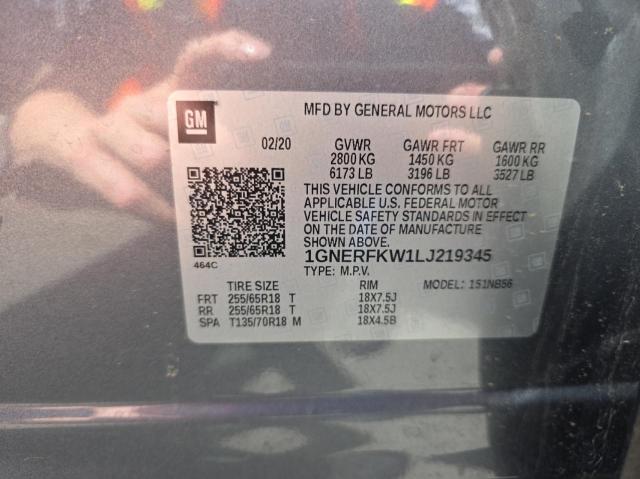 GM
MFD BY GENERAL MOTORS LLC
02/20 GVWR GAWR FRT GAWR RR
2800 KG 1450 KG 1600 KG
6173 LB 3196 LB 3527 LB
THIS VEHICLE CONFORMS TO ALL
APPLICABLE U.S. FEDERAL MOTOR
VEHICLE SAFETY STANDARDS IN EFFECT
ON THE DATE OF MANUFACTURE
SHOWN ABOVE.
464C 1GNERFKW1LJ219345
TYPE: M.P.V.
TIRE SIZE RIM MODEL: 151NB56
FRT 255/65R18 T 18X7.5J
RR 255/65R18 T 18X7.5J
SPA T135/70R18 M 18X4.5B